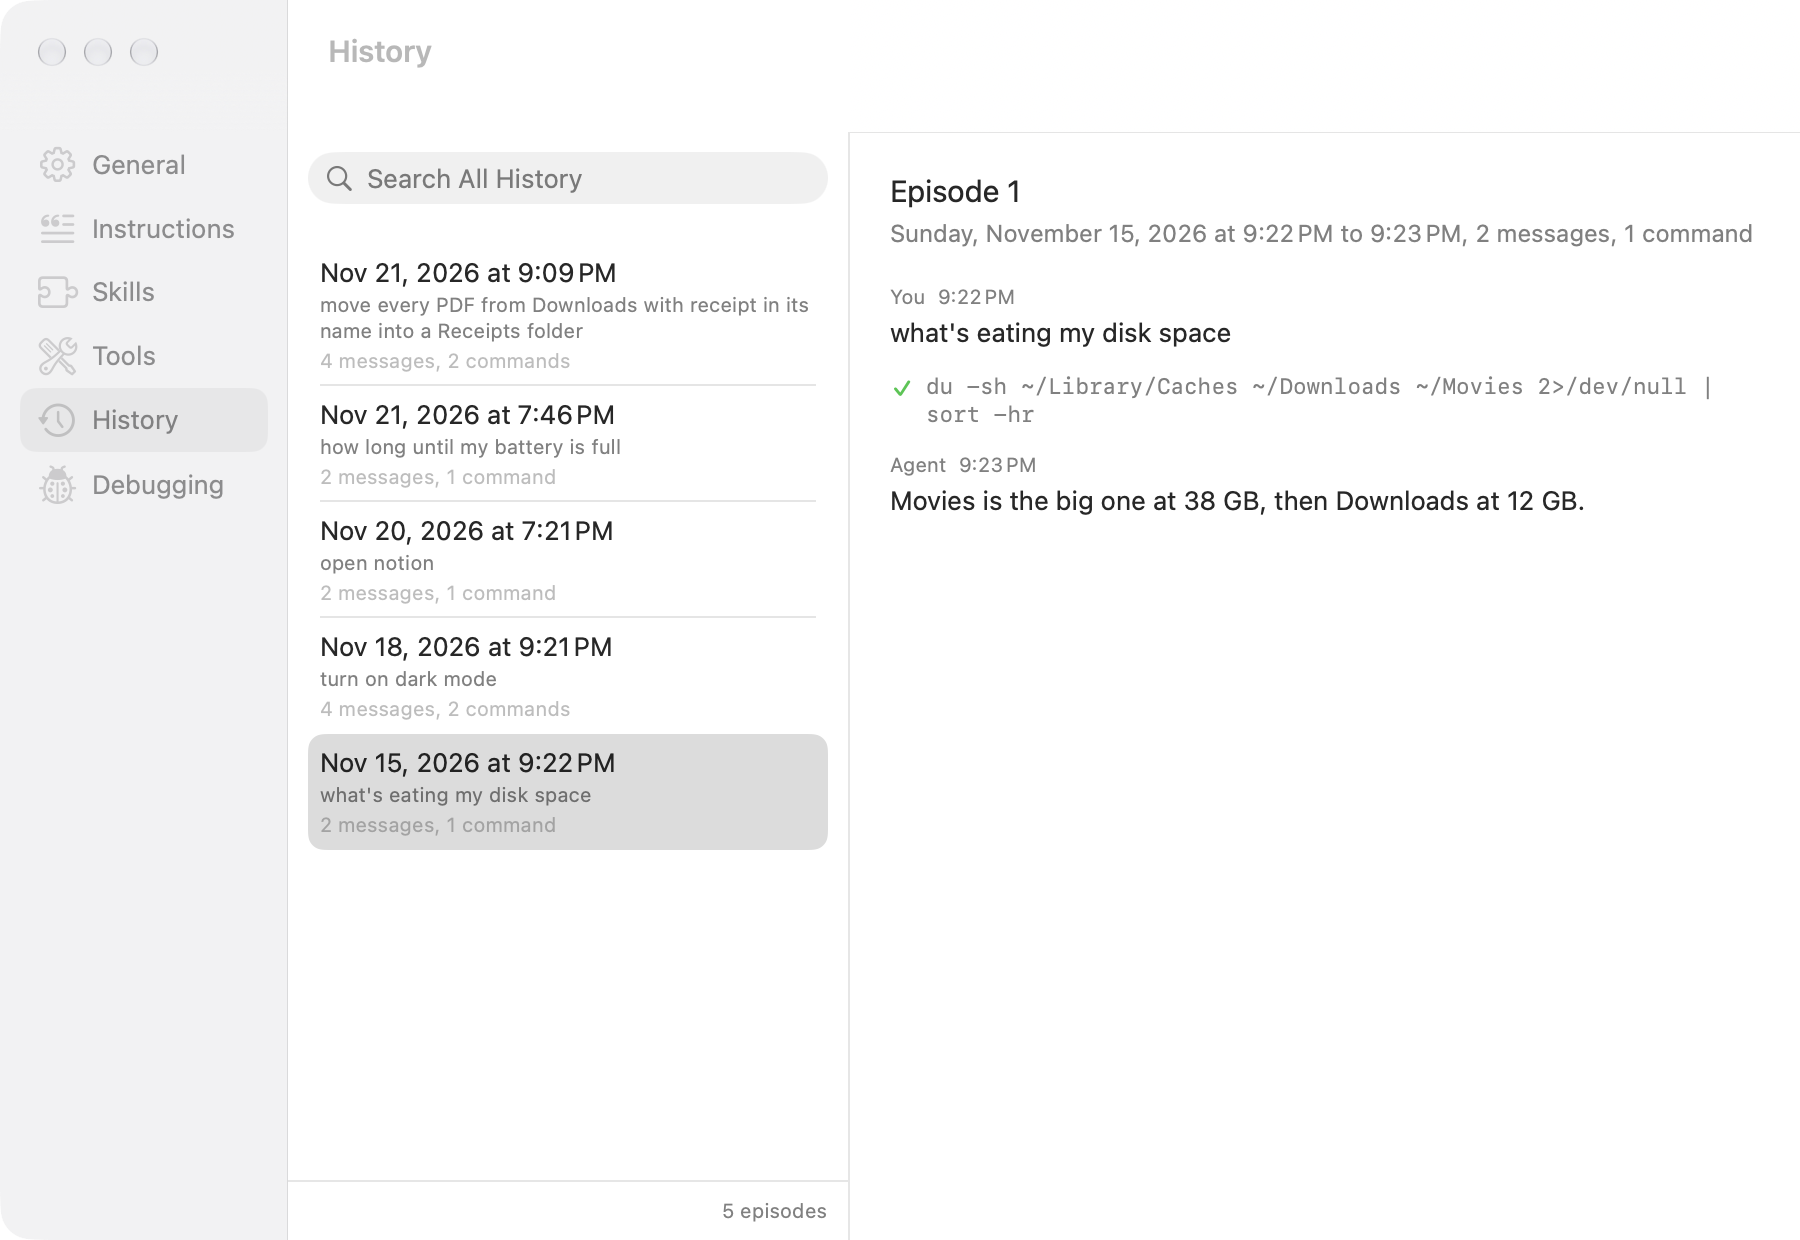 History
General
Instructions
Skills
Tools
History
Debugging
Search All History
Nov 21, 2026 at 9:09 PM
move every PDF from Downloads with receipt in its
name into a Receipts folder
4 messages, 2 commands
Nov 21, 2026 at 7:46 PM
how long until my battery is full
2 messages, 1 command
Nov 20, 2026 at 7:21 PM
open notion
2 messages, 1 command
Nov 18, 2026 at 9:21 PM
turn on dark mode
4 messages, 2 commands
Nov 15, 2026 at 9:22 PM
what's eating my disk space
2 messages, 1 command
5 episodes
Episode 1
Sunday, November 15, 2026 at 9:22 PM to 9:23 PM, 2 messages, 1 command
You 9:22 PM
what's eating my disk space
du -sh ~/Library/Caches ~/Downloads ~/Movies 2>/dev/null |
sort -hr
Agent 9:23 PM
Movies is the big one at 38 GB, then Downloads at 12 GB.